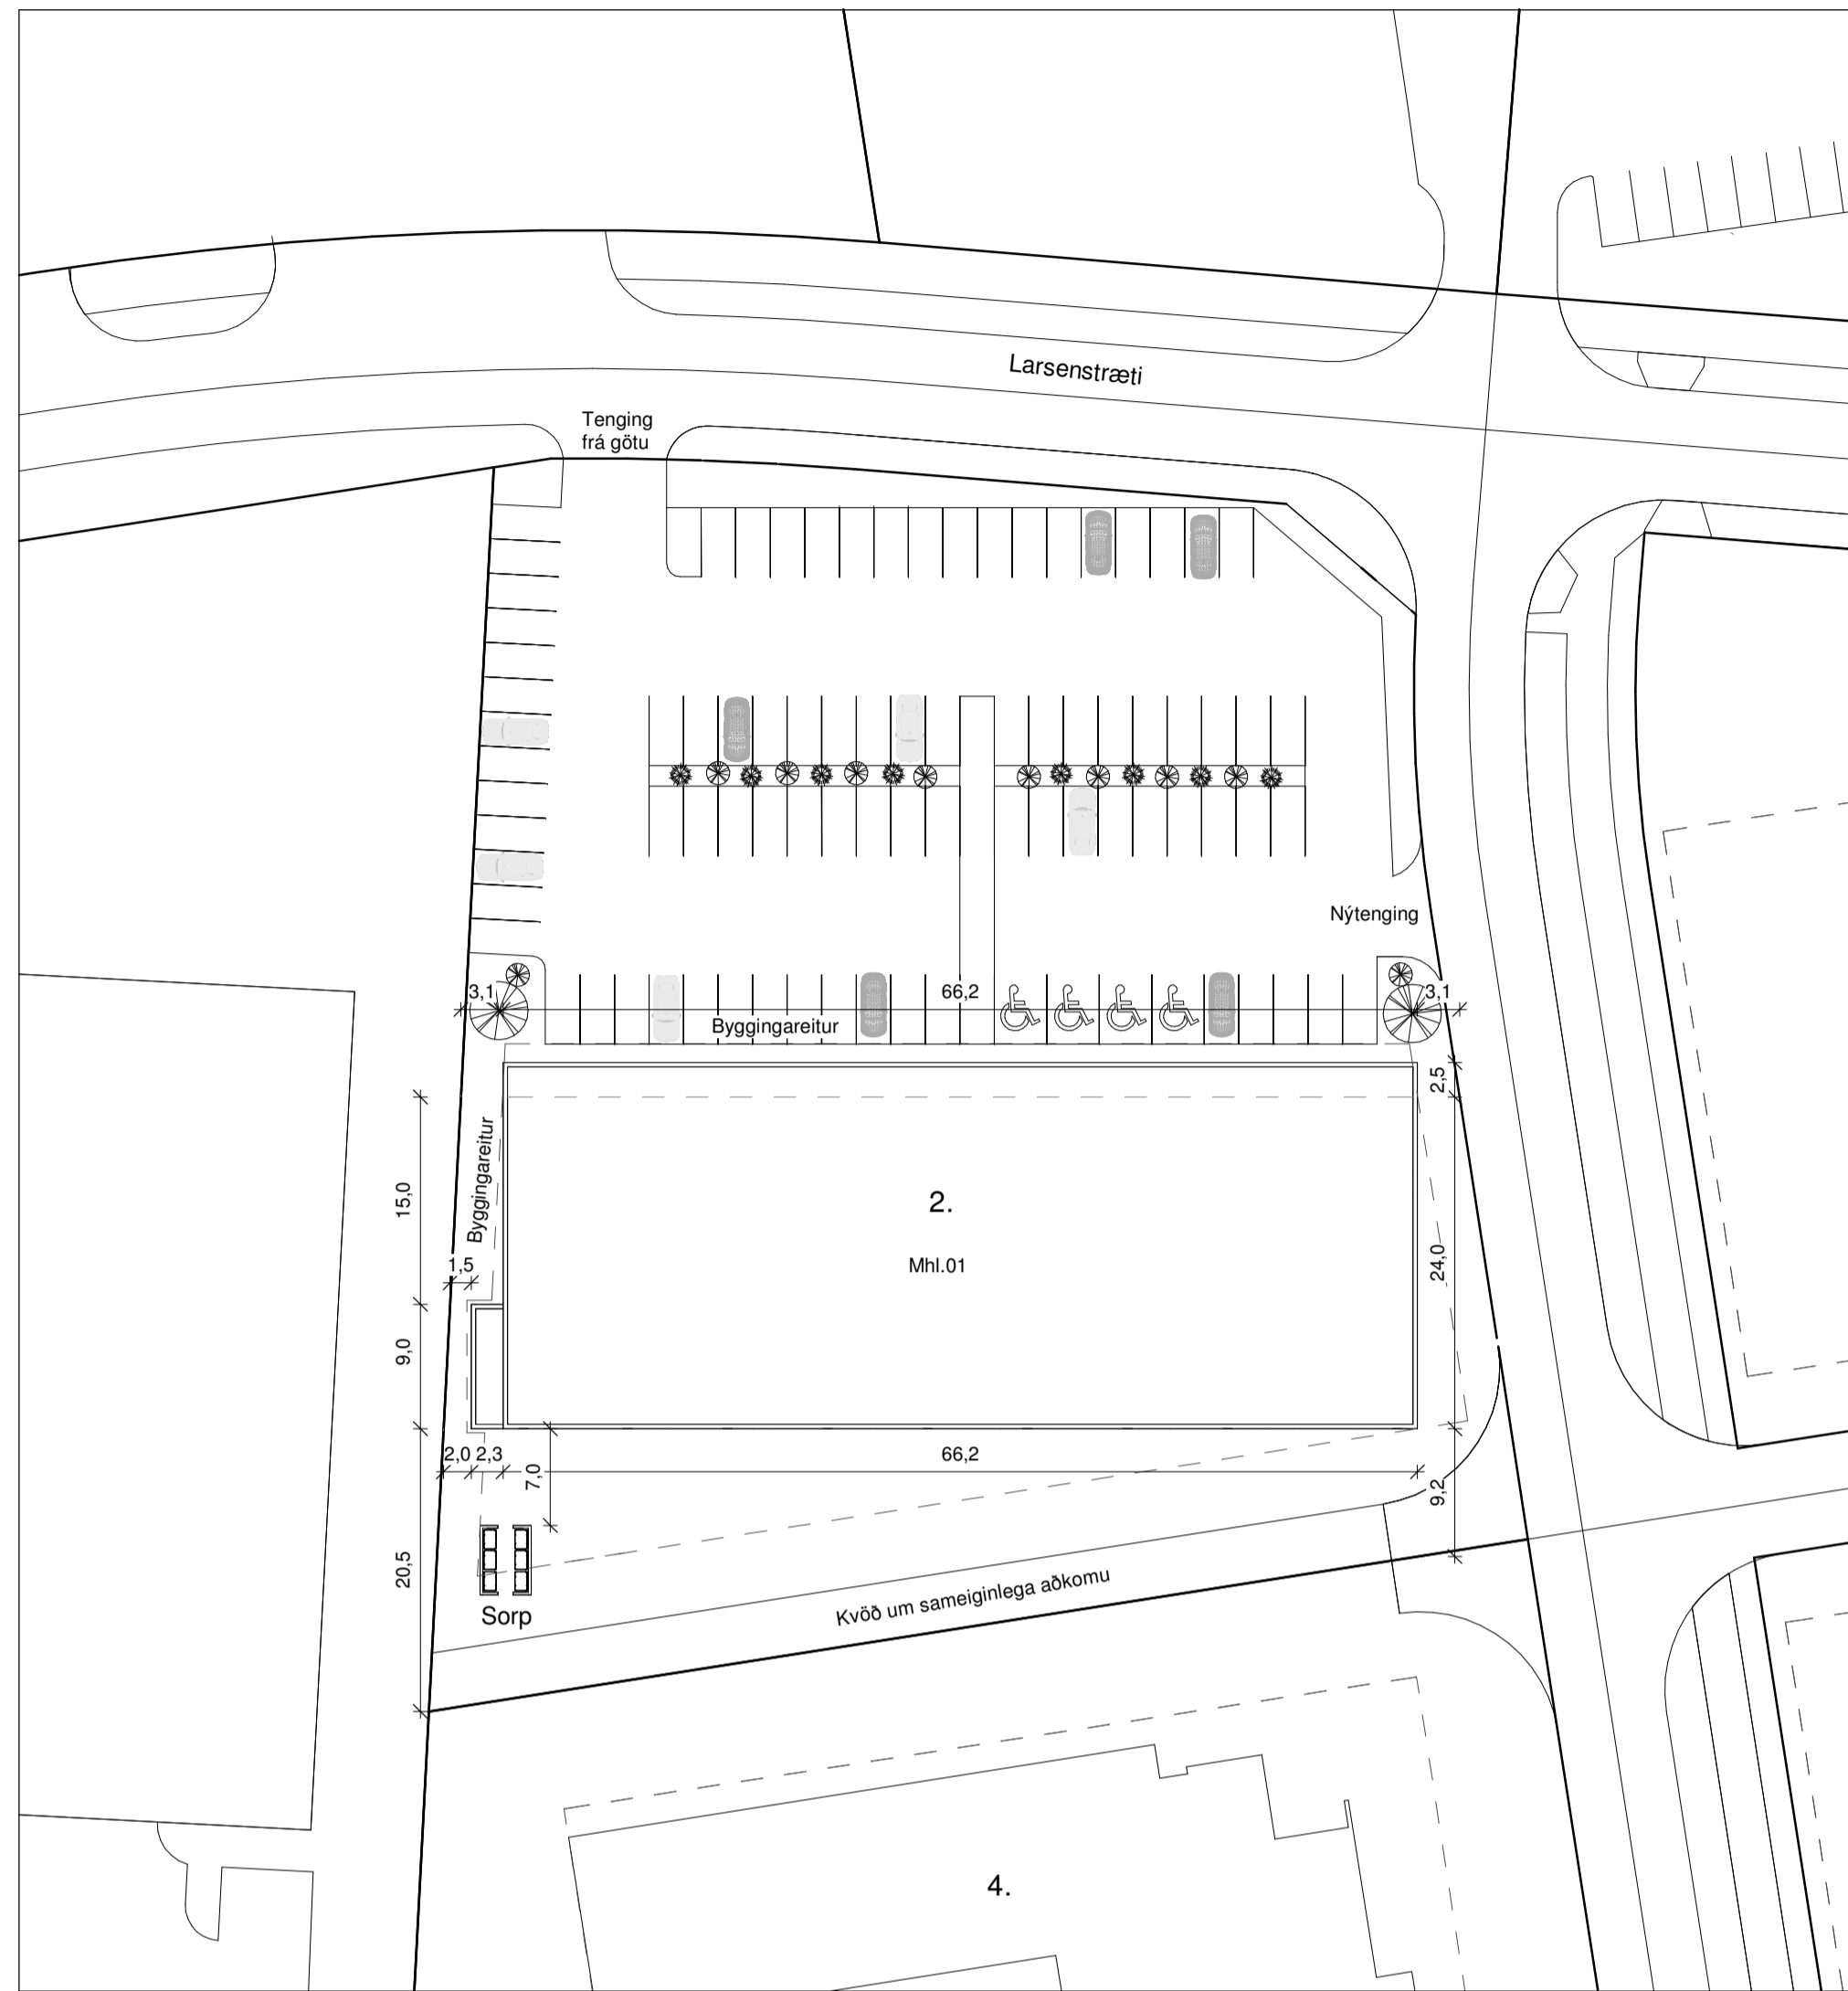 Larsenstræti
Tenging
frá götu
Nýtenging
3,1
66,2
3,1
Byggingareitur
2,5
Byggingareitur
15,0
2.
1,5
Mhl.01
24,0
9,0
2,0
2,3
7,0
66,2
9,2
20,5
Kvöð um sameiginlega aðkomu
Sorp
4.